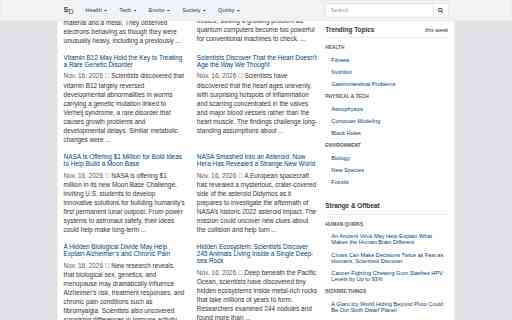 SD Health Tech Enviro Society Quirky
Search
material and a metal. They observed
electrons behaving as though they were
unusually heavy, including a previously ...
Vitamin B12 May Hold the Key to Treating
a Rare Genetic Disorder
Nov. 16, 2026 — Scientists discovered that
vitamin B12 largely reversed
developmental abnormalities in worms
carrying a genetic mutation linked to
Verheij syndrome, a rare disorder that
causes growth problems and
developmental delays. Similar metabolic
changes were ...
NASA Is Offering $1 Million for Bold Ideas
to Help Build a Moon Base
Nov. 16, 2026 — NASA is offering $1
million in its new Moon Base Challenge,
inviting U.S. students to develop
innovative solutions for building humanity's
first permanent lunar outpost. From power
systems to astronaut safety, their ideas
could help make long-term ...
A Hidden Biological Divide May Help
Explain Alzheimer's and Chronic Pain
Nov. 16, 2026 — New research reveals
that biological sex, genetics, and
menopause may dramatically influence
Alzheimer's risk, treatment responses, and
chronic pain conditions such as
fibromyalgia. Scientists also uncovered
surprising differences in immune activity
quantum computers become too powerful
for conventional machines to check. ...
Scientists Discover That the Heart Doesn't
Age the Way We Thought
Nov. 16, 2026 — Scientists have
discovered that the heart ages unevenly,
with surprising hotspots of inflammation
and scarring concentrated in the valves
and major blood vessels rather than the
heart muscle. The findings challenge long-
standing assumptions about ...
NASA Smashed Into an Asteroid. Now
Hera Has Revealed a Strange New World
Nov. 16, 2026 — A European spacecraft
has revealed a mysterious, crater-covered
side of the asteroid Didymos as it
prepares to investigate the aftermath of
NASA's historic 2022 asteroid impact. The
mission could uncover new clues about
the collision and help turn ...
Hidden Ecosystem: Scientists Discover
245 Animals Living Inside a Single Deep-
sea Rock
Nov. 16, 2026 — Deep beneath the Pacific
Ocean, scientists have discovered tiny
hidden ecosystems inside metal-rich rocks
that take millions of years to form.
Researchers examined 244 nodules and
found more than ...
Trending Topics
this week
HEALTH
Fitness
Nutrition
Gastrointestinal Problems
PHYSICAL & TECH
Astrophysics
Computer Modeling
Black Holes
ENVIRONMENT
Biology
New Species
Fossils
Strange & Offbeat
HUMAN QUIRKS
An Ancient Virus May Help Explain What
Makes the Human Brain Different
Crows Can Make Decisions Twice as Fast as
Humans, Scientists Discover
Cancer-Fighting Chewing Gum Slashes HPV
Levels by Up to 93%
BIZARRE THINGS
A Giant Icy World Hiding Beyond Pluto Could
Be Our Sixth Dwarf Planet